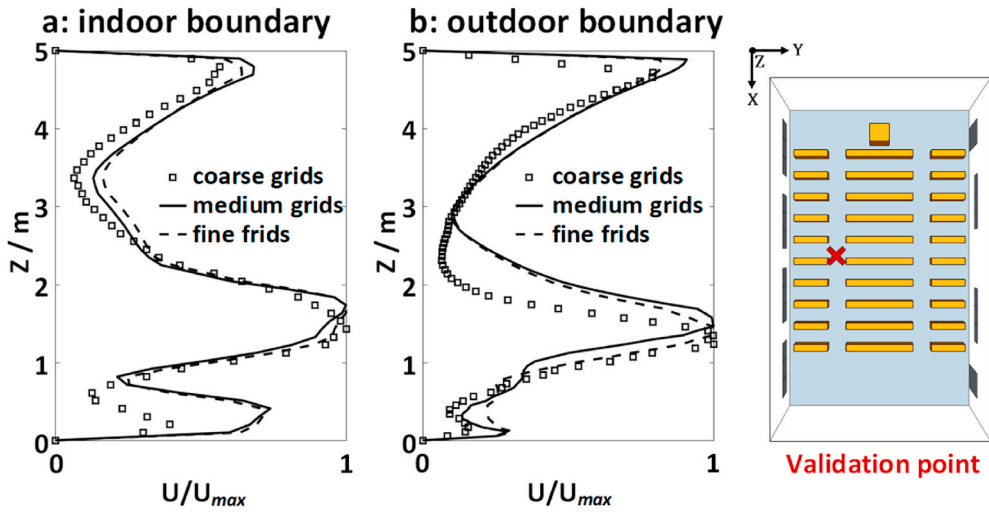 a: indoor boundary
b: outdoor boundary
5
4
3
2
1
0
Z / m
coarse grids
medium grids
fine frids
0
1
U/Umax
5
4
3
2
1
0
Z / m
coarse grids
medium grids
fine frids
0
1
U/Umax
Z
Y
X
Validation point